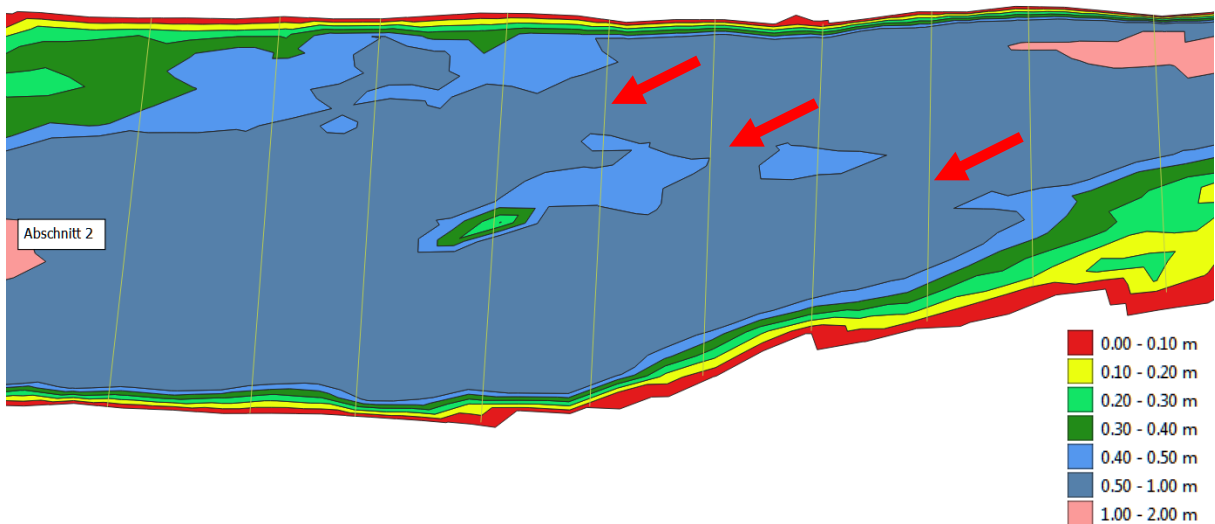 Abschnitt 2
0.00 - 0.10 m
0.10 - 0.20 m
0.20 - 0.30 m
0.30 - 0.40 m
0.40 - 0.50 m
0.50 - 1.00 m
1.00 - 2.00 m